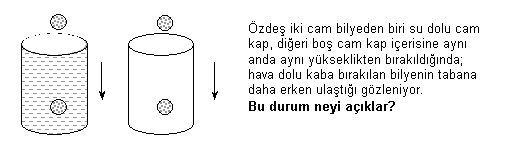 Özdeş iki cam bilyeden biri su dolu cam
kap, diğeri boş cam kap içerisine aynı
anda aynı yükseklikten bırakıldığında;
hava dolu kaba bırakılan bilyenin tabana
daha erken ulaştığı gözleniyor.
Bu durum neyi açıklar?